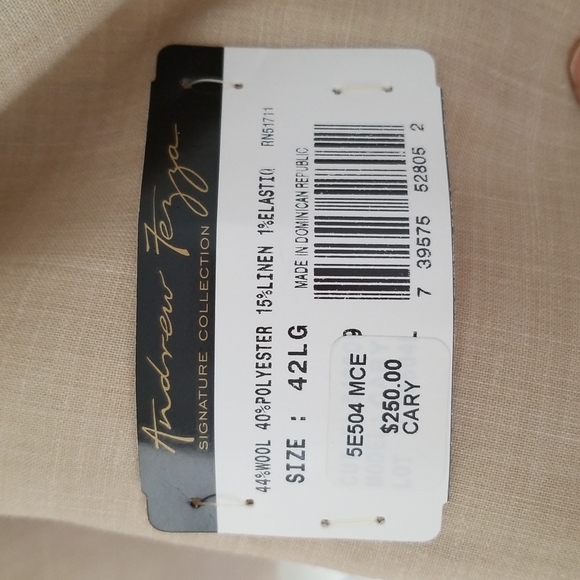 Andrew Fezza
SIGNATURE COLLECTION
44%WOOL 40%POLYESTER 15%LINEN 1%ELASTIC
RN51711
SIZE : 42LG
MADE IN DOMINICAN REPUBLIC
7 39575 52805 2
5E504 MCE
$250.00
CARY